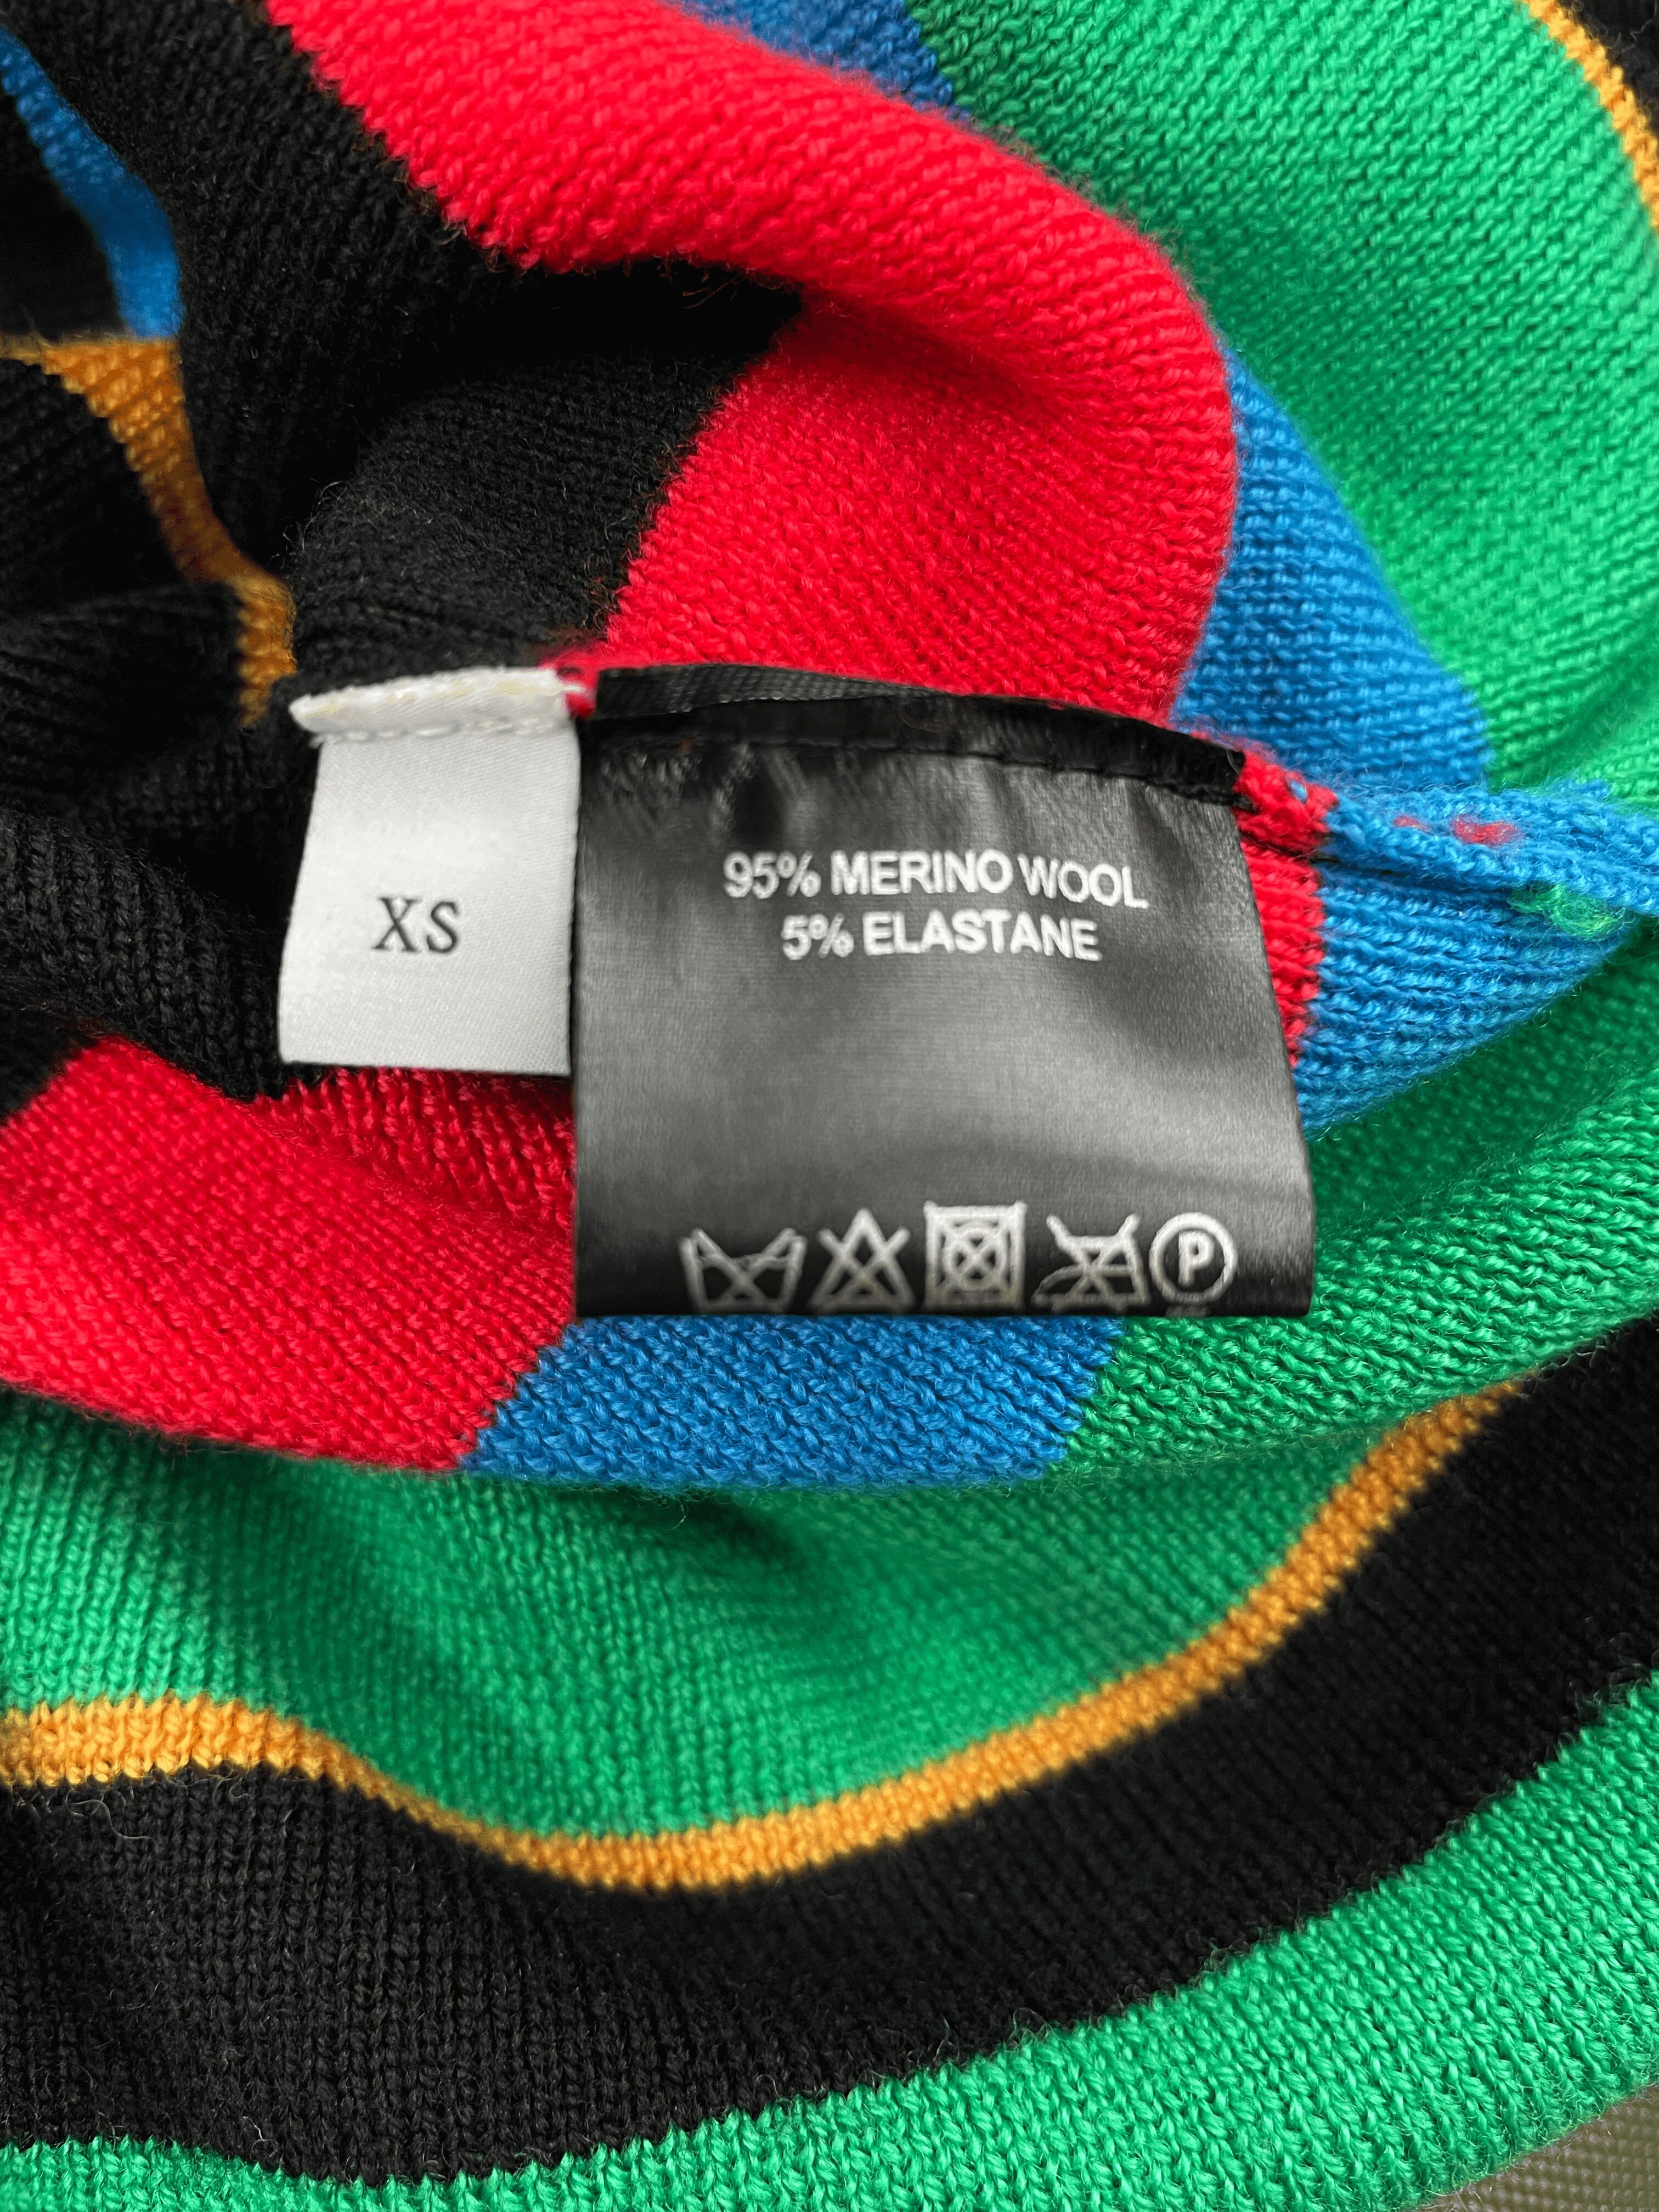 XS
95% MERINO WOOL
5% ELASTANE
P